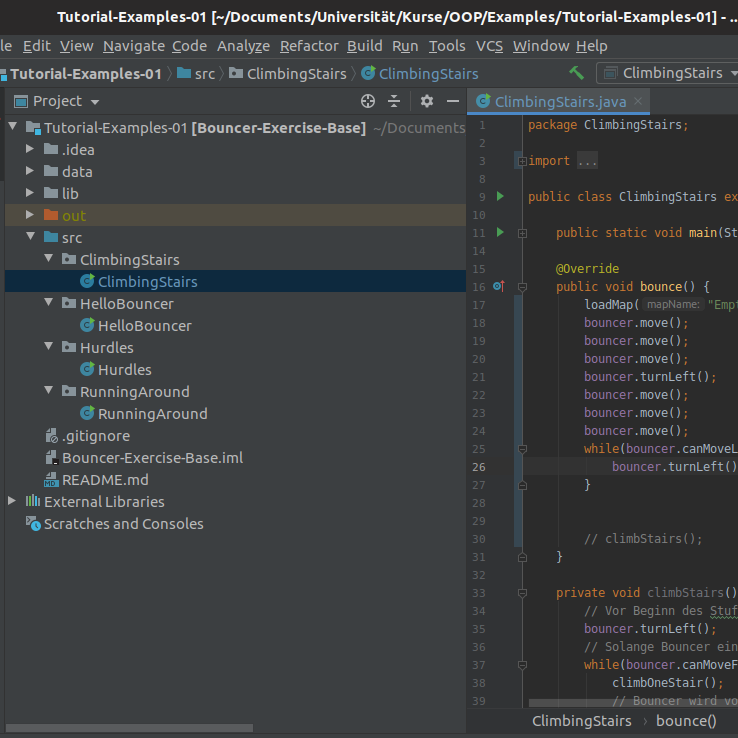 Tutorial-Examples-01 [~/Documents/Universität/Kurse/OOP/Examples/Tutorial-Examples-01] - ...
le Edit View Navigate Code Analyze Refactor Build Run Tools VCS Window Help
Tutorial-Examples-01 src ClimbingStairs ClimbingStairs ClimbingStairs
Project
ClimbingStairs.java
Tutorial-Examples-01 [Bouncer-Exercise-Base] ~/Documents
.idea
data
lib
out
src
ClimbingStairs
ClimbingStairs
HelloBouncer
HelloBouncer
Hurdles
Hurdles
RunningAround
RunningAround
.gitignore
Bouncer-Exercise-Base.iml
README.md
External Libraries
Scratches and Consoles
1 package ClimbingStairs;
2
3 import ...
8
9 public class ClimbingStairs ex
10
11 public static void main(St
14
15 @Override
16 public void bounce() {
17 loadMap( mapName: "Empt
18 bouncer.move();
19 bouncer.move();
20 bouncer.move();
21 bouncer.turnLeft();
22 bouncer.move();
23 bouncer.move();
24 bouncer.move();
25 while(bouncer.canMoveL
26 bouncer.turnLeft()
27 }
28
29
30 // climbStairs();
31 }
32
33 private void climbStairs()
34 // Vor Beginn des Stuf
35 bouncer.turnLeft();
36 // Solange Bouncer ein
37 while(bouncer.canMoveF
38 climbOneStair();
39 // Bouncer wird vo
ClimbingStairs bounce()